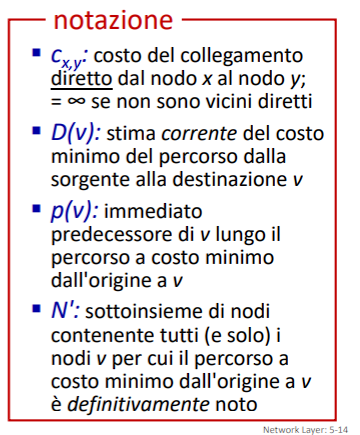 notazione
▪ cx,y: costo del collegamento
diretto dal nodo x al nodo y;
= ∞ se non sono vicini diretti
▪ D(v): stima corrente del costo
minimo del percorso dalla
sorgente alla destinazione v
▪ p(v): immediato
predecessore di v lungo il
percorso a costo minimo
dall'origine a v
▪ N': sottoinsieme di nodi
contenente tutti (e solo) i
nodi v per cui il percorso a
costo minimo dall'origine a v
è definitivamente noto
Network Layer: 5-14